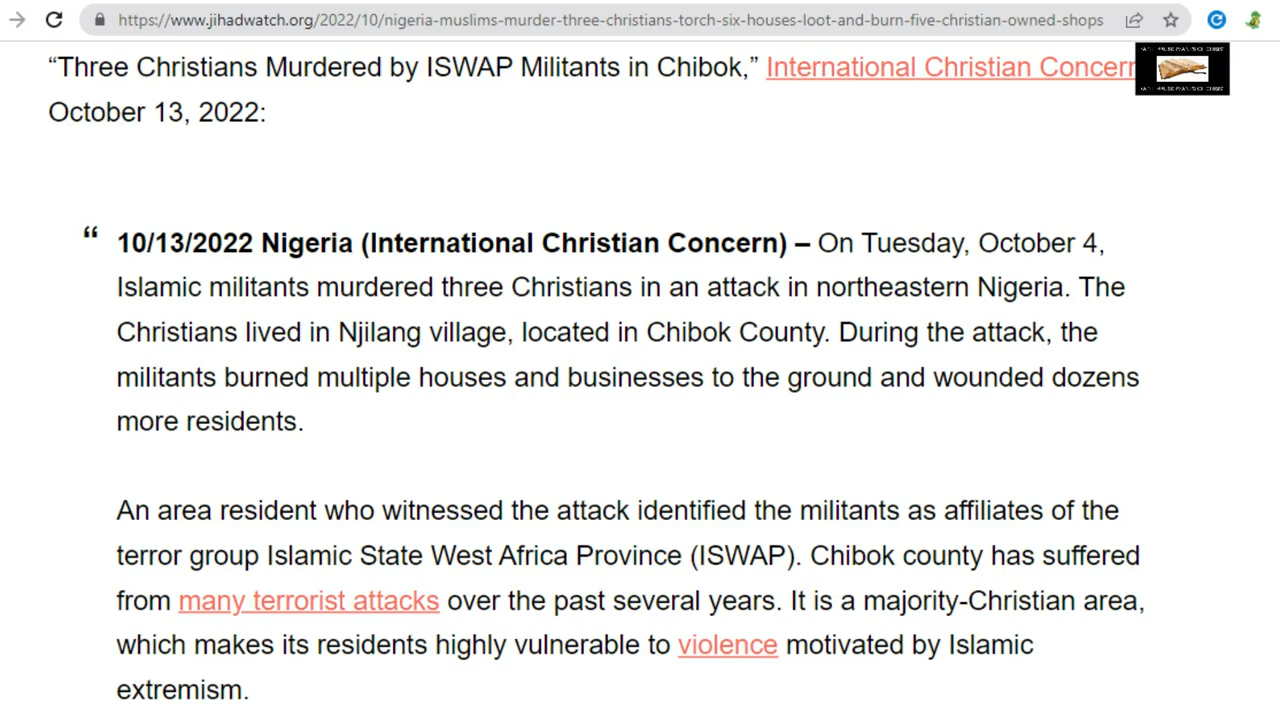 https://www.jihadwatch.org/2022/10/nigeria-muslims-murder-three-christians-torch-six-houses-loot-and-burn-five-christian-owned-shops
“Three Christians Murdered by ISWAP Militants in Chibok,” International Christian Concern
October 13, 2022:
“ 10/13/2022 Nigeria (International Christian Concern) – On Tuesday, October 4,
Islamic militants murdered three Christians in an attack in northeastern Nigeria. The
Christians lived in Njilang village, located in Chibok County. During the attack, the
militants burned multiple houses and businesses to the ground and wounded dozens
more residents.
An area resident who witnessed the attack identified the militants as affiliates of the
terror group Islamic State West Africa Province (ISWAP). Chibok county has suffered
from many terrorist attacks over the past several years. It is a majority-Christian area,
which makes its residents highly vulnerable to violence motivated by Islamic
extremism.